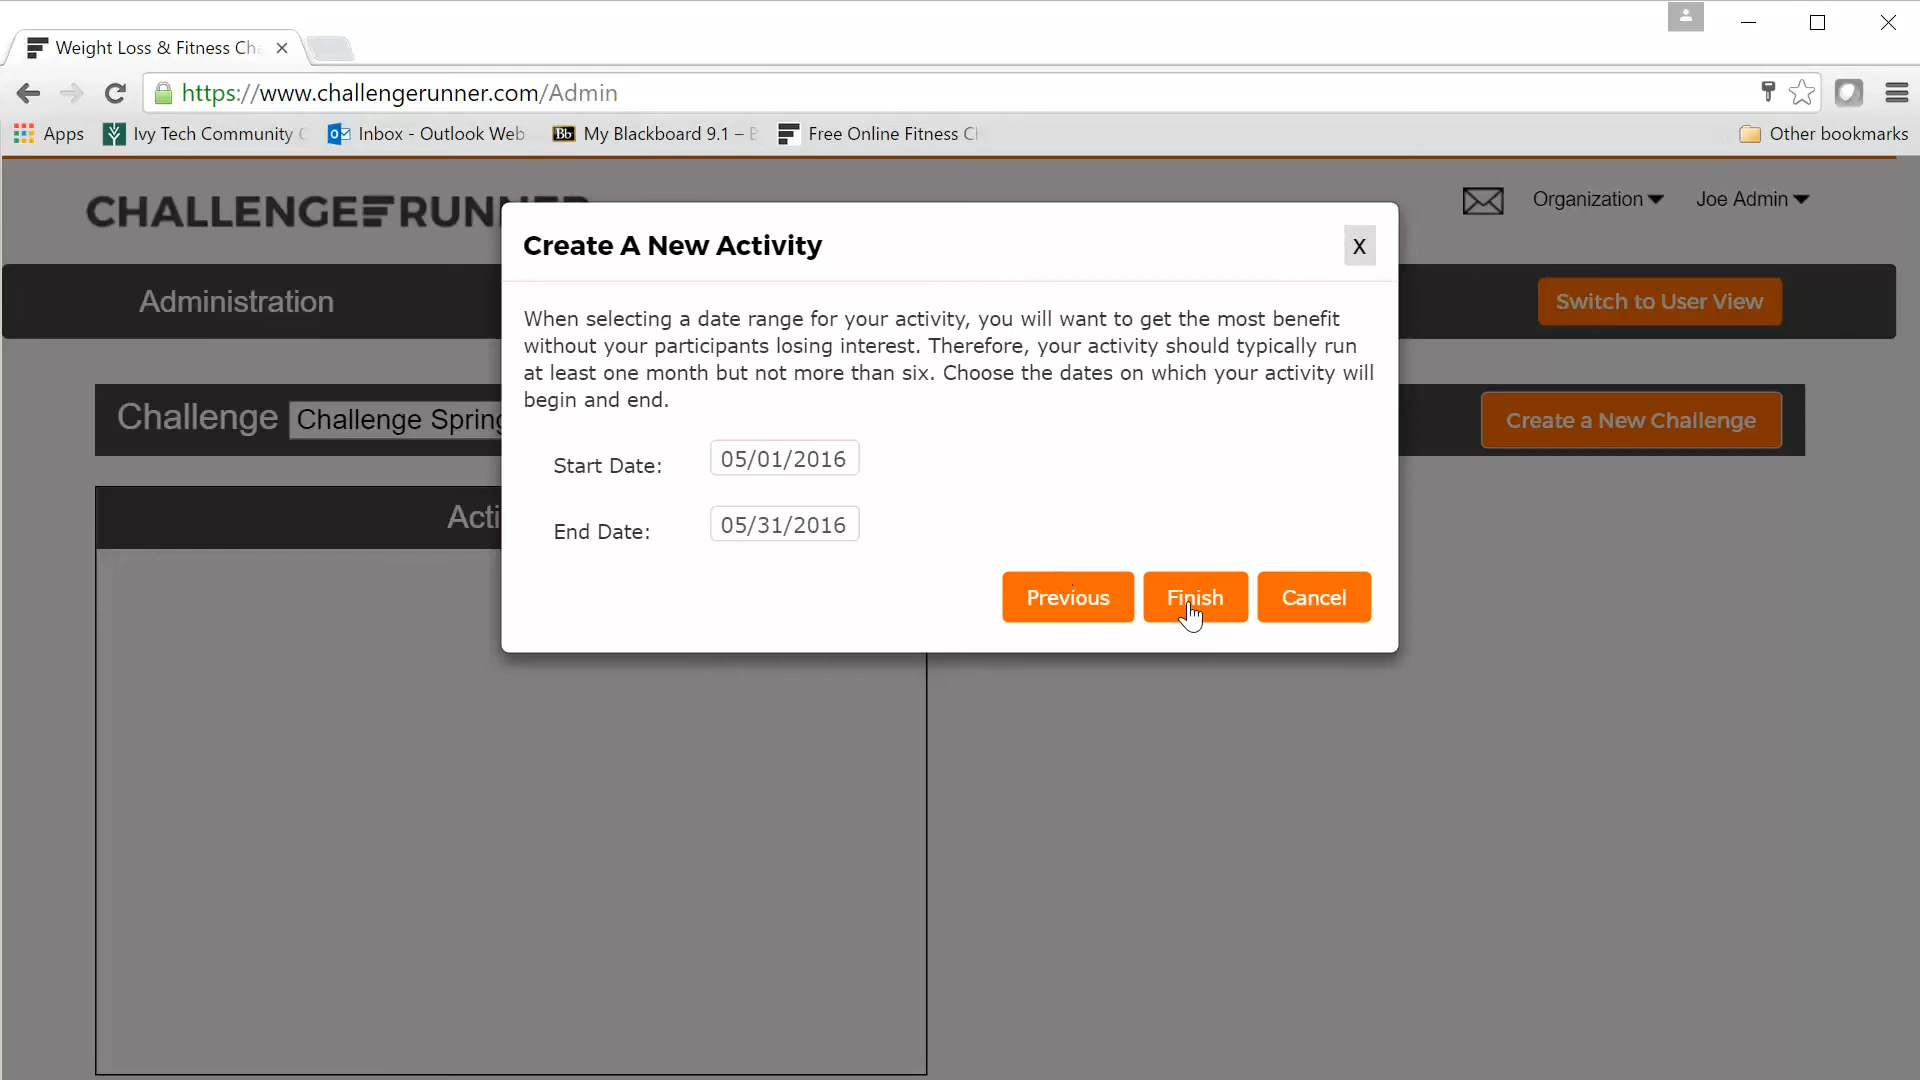 Weight Loss & Fitness Ch
https://www.challengerunner.com/Admin
Apps
Ivy Tech Community
Inbox - Outlook Web
Bb
My Blackboard 9.1 –
Free Online Fitness
Other bookmarks
CHALLENGE RUNNER
Organization
Joe Admin
Administration
Switch to User View
Challenge
Challenge Spring
Create a New Challenge
Acti
Create A New Activity
X
When selecting a date range for your activity, you will want to get the most benefit
without your participants losing interest. Therefore, your activity should typically run
at least one month but not more than six. Choose the dates on which your activity will
begin and end.
Start Date:
05/01/2016
End Date:
05/31/2016
Previous
Finish
Cancel